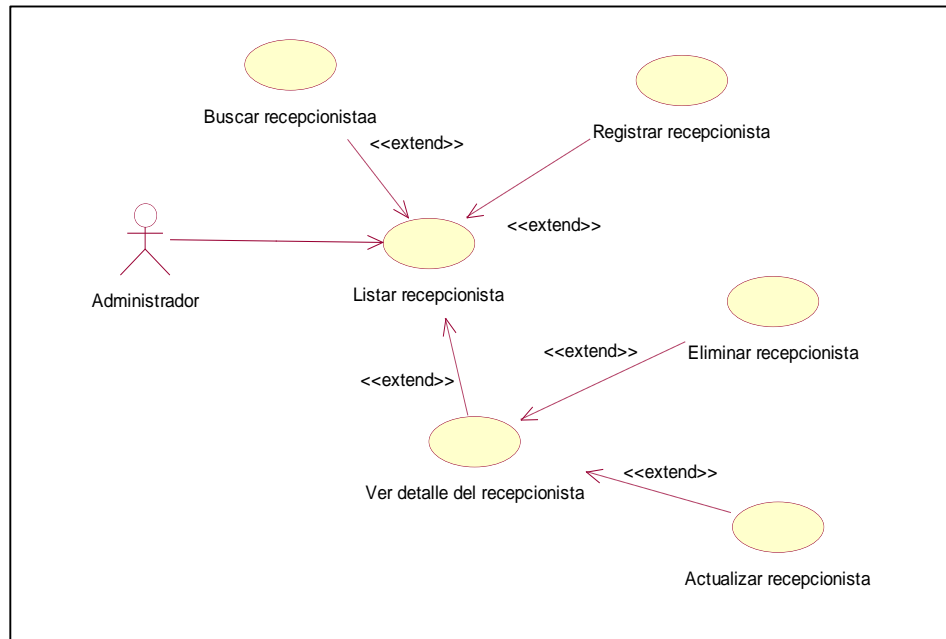 Buscar recepcionistaa
Registrar recepcionista
<<extend>>
<<extend>>
Administrador
Listar recepcionista
Eliminar recepcionista
<<extend>>
<<extend>>
Ver detalle del recepcionista
<<extend>>
Actualizar recepcionista